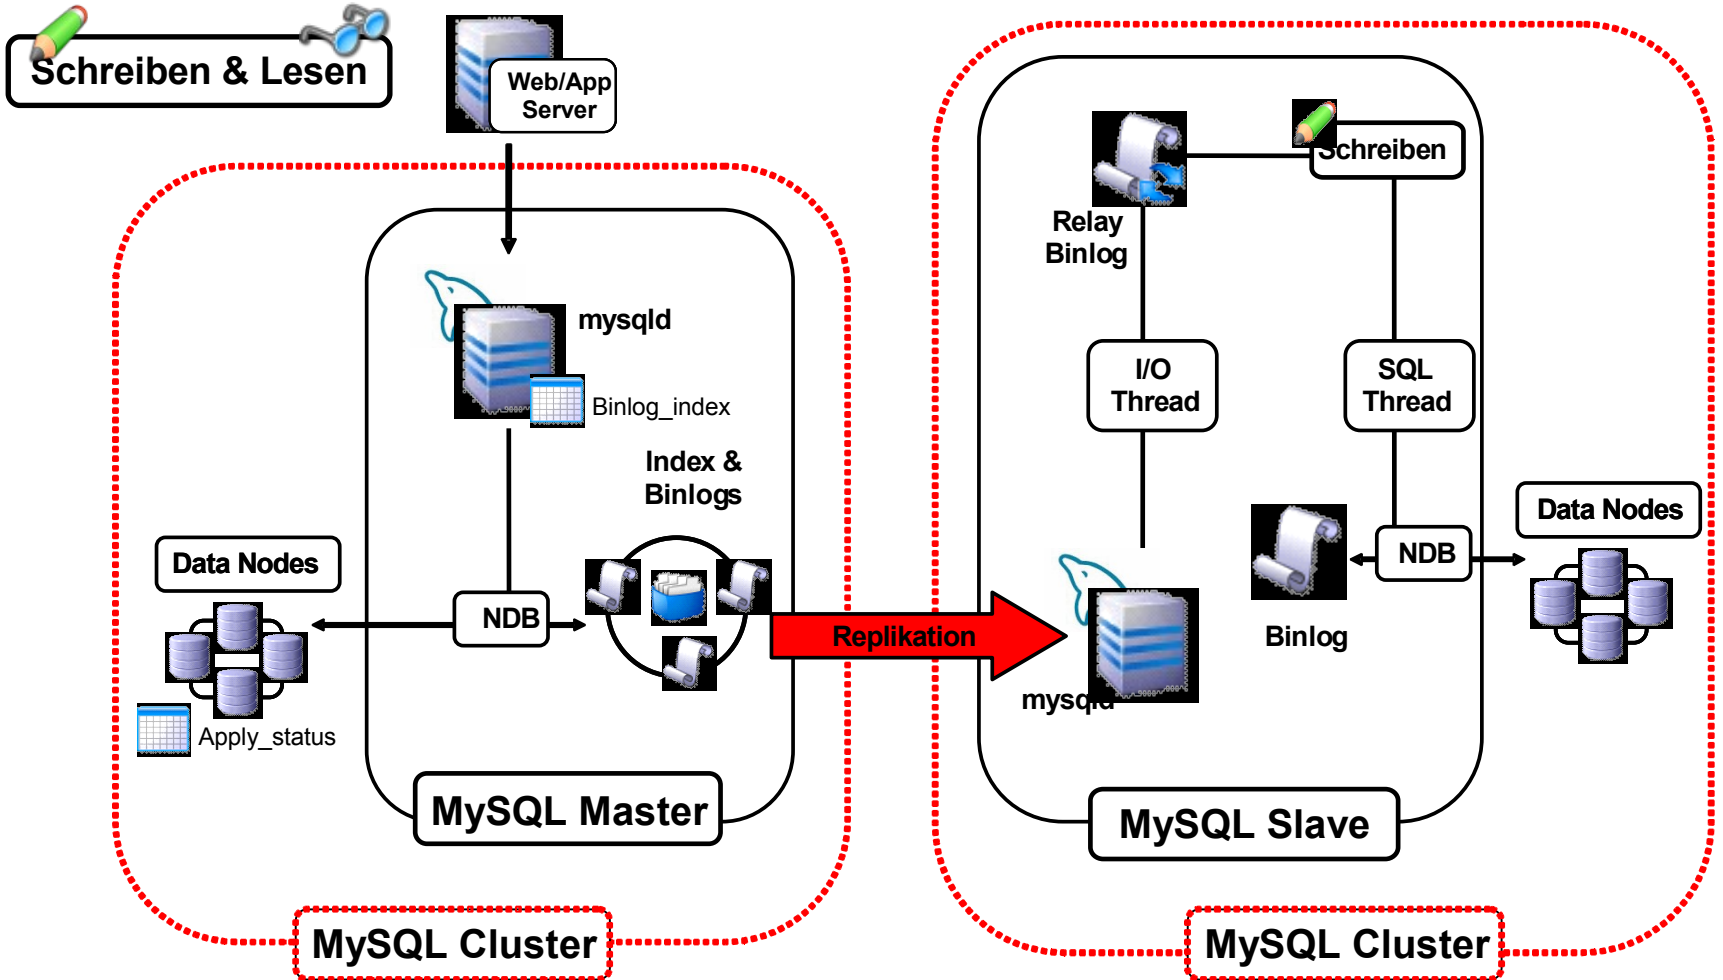 Schreiben & Lesen
Web/App
Server
mysqld
Binlog_index
Index &
Binlogs
Data Nodes
NDB
Apply_status
MySQL Master
MySQL Cluster
Replikation
Relay
Binlog
Schreiben
I/O
Thread
SQL
Thread
Data Nodes
NDB
Binlog
mysqld
MySQL Slave
MySQL Cluster